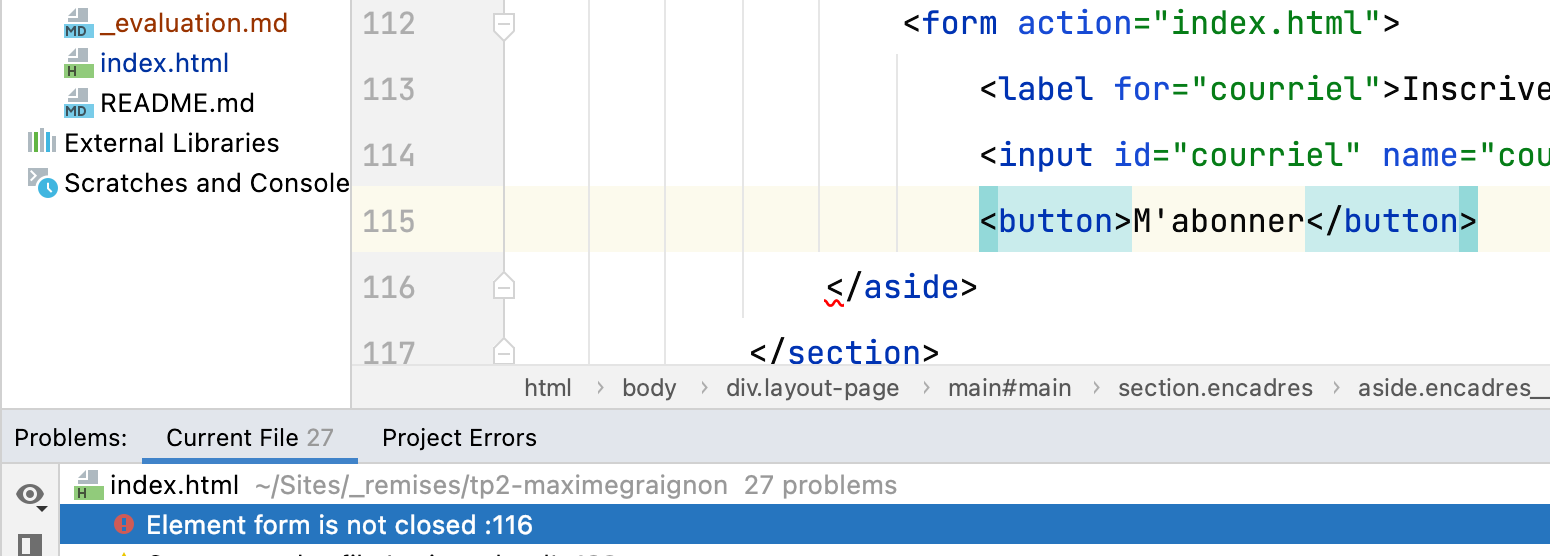 MD _evaluation.md
H index.html
MD README.md
External Libraries
Scratches and Console
112 <form action="index.html">
113 <label for="courriel">Inscrive
114 <input id="courriel" name="cou
115 <button>M'abonner</button>
116 </aside>
117 </section>
html › body › div.layout-page › main#main › section.encadres › aside.encadres__
Problems: Current File 27 Project Errors
H index.html ~/Sites/_remises/tp2-maximegraignon 27 problems
Element form is not closed :116